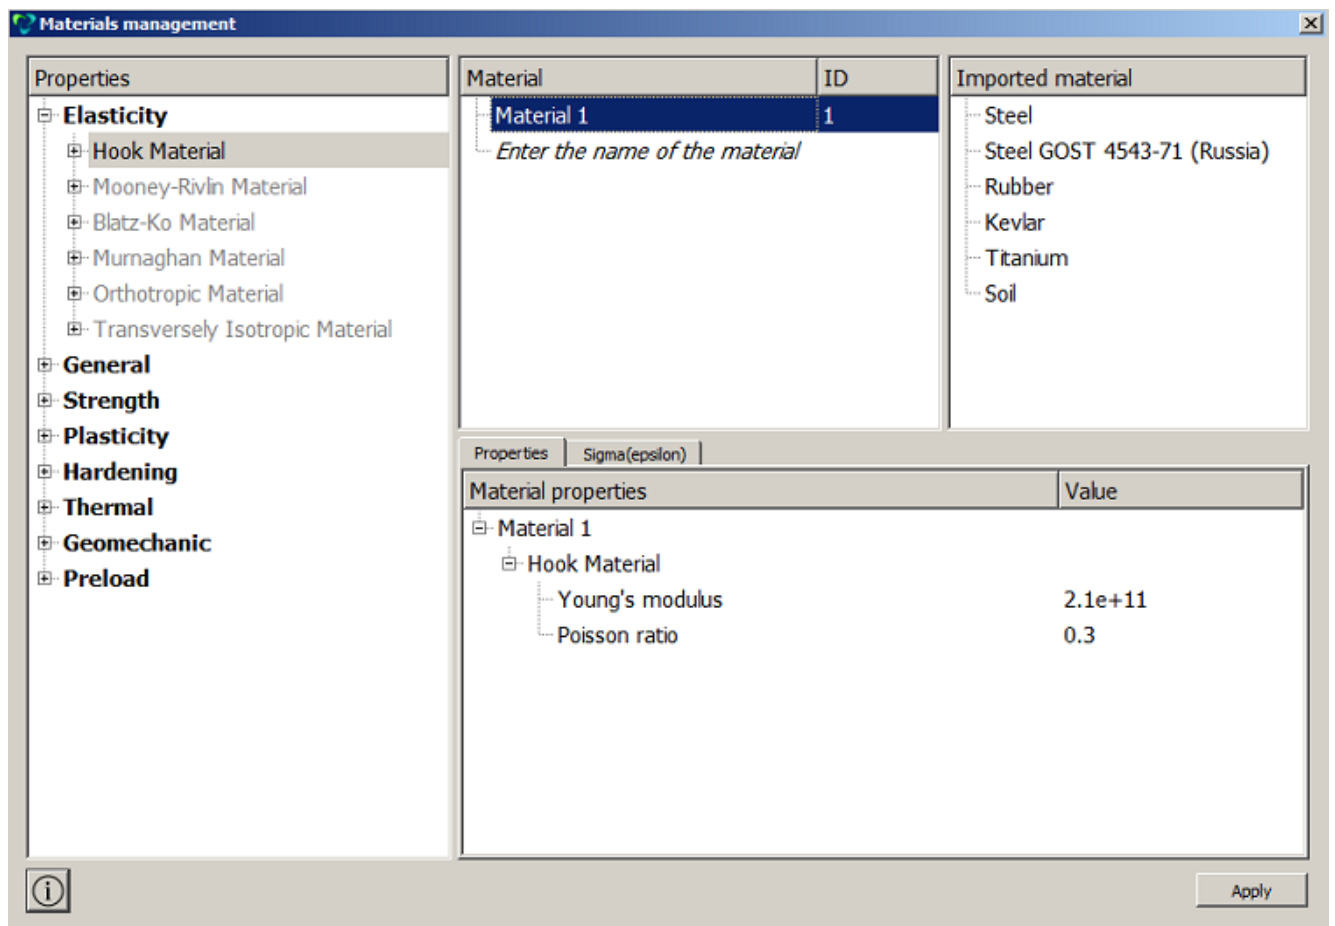 Materials management
Properties
Elasticity
Hook Material
Mooney-Rivlin Material
Blatz-Ko Material
Murnaghan Material
Orthotropic Material
Transversely Isotropic Material
General
Strength
Plasticity
Hardening
Thermal
Geomechanic
Preload
Material ID
Material 1 1
Enter the name of the material
Imported material
Steel
Steel GOST 4543-71 (Russia)
Rubber
Kevlar
Titanium
Soil
Properties Sigma(epsilon)
Material properties Value
Material 1
Hook Material
Young's modulus 2.1e+11
Poisson ratio 0.3
Apply